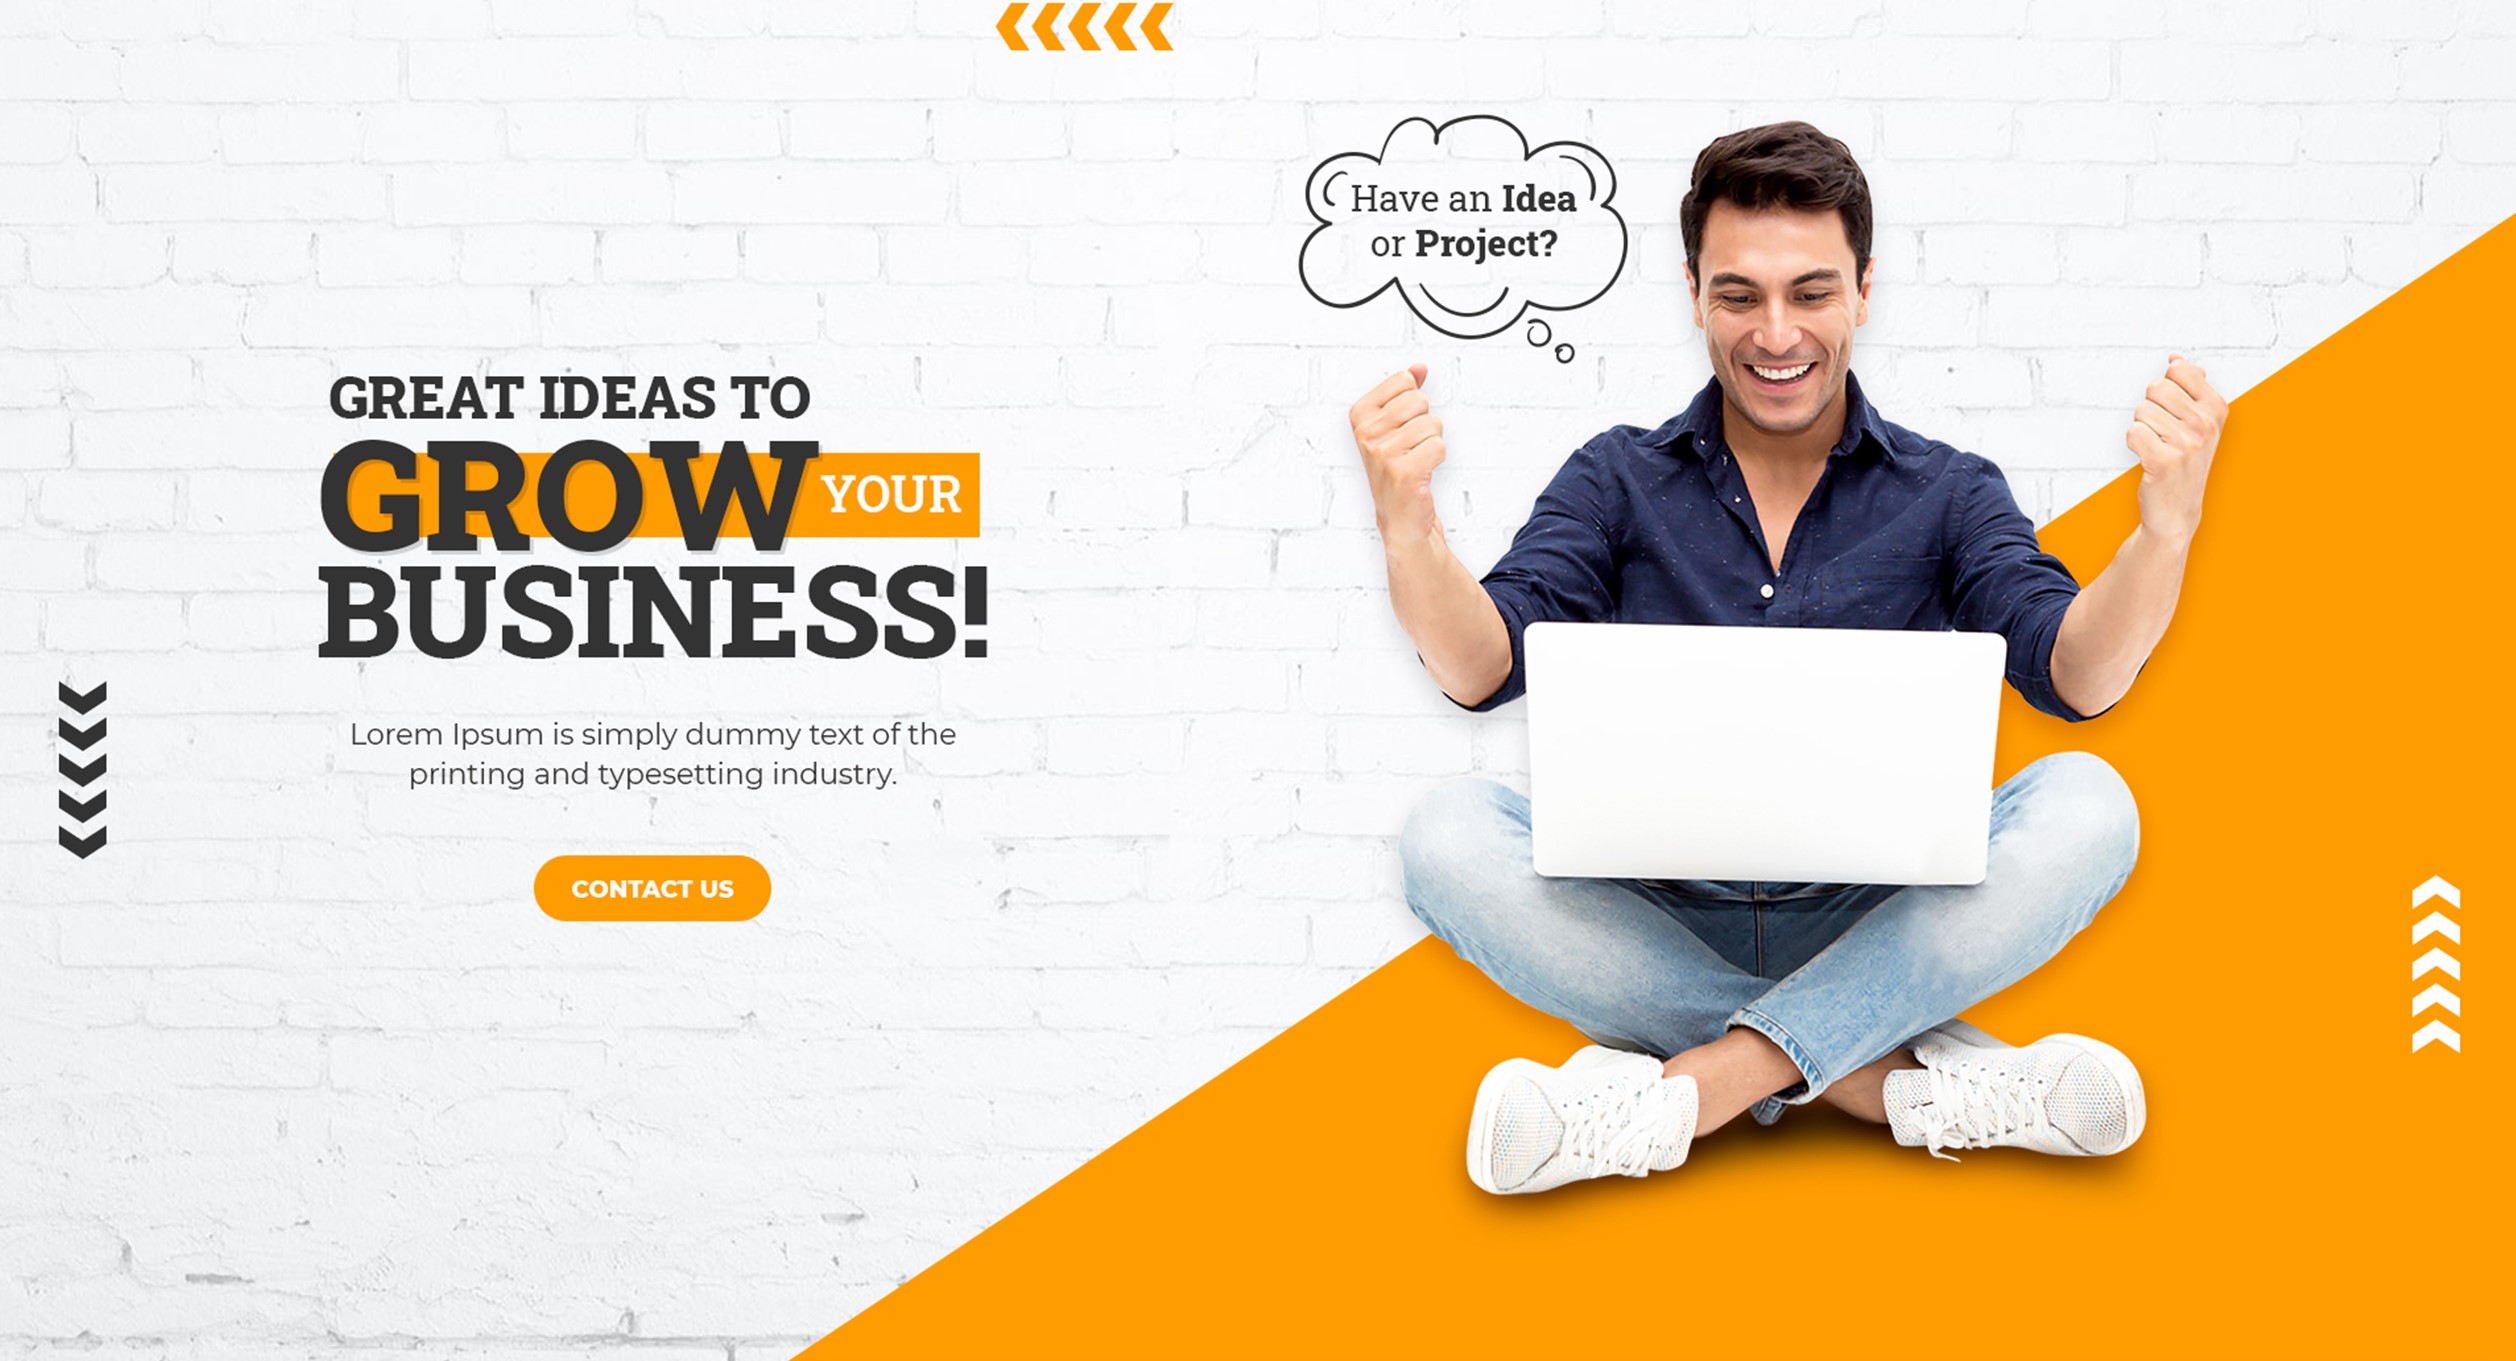 GREAT IDEAS TO
GROW YOUR
BUSINESS!
Lorem Ipsum is simply dummy text of the
printing and typesetting industry.
CONTACT US
Have an Idea
or Project?